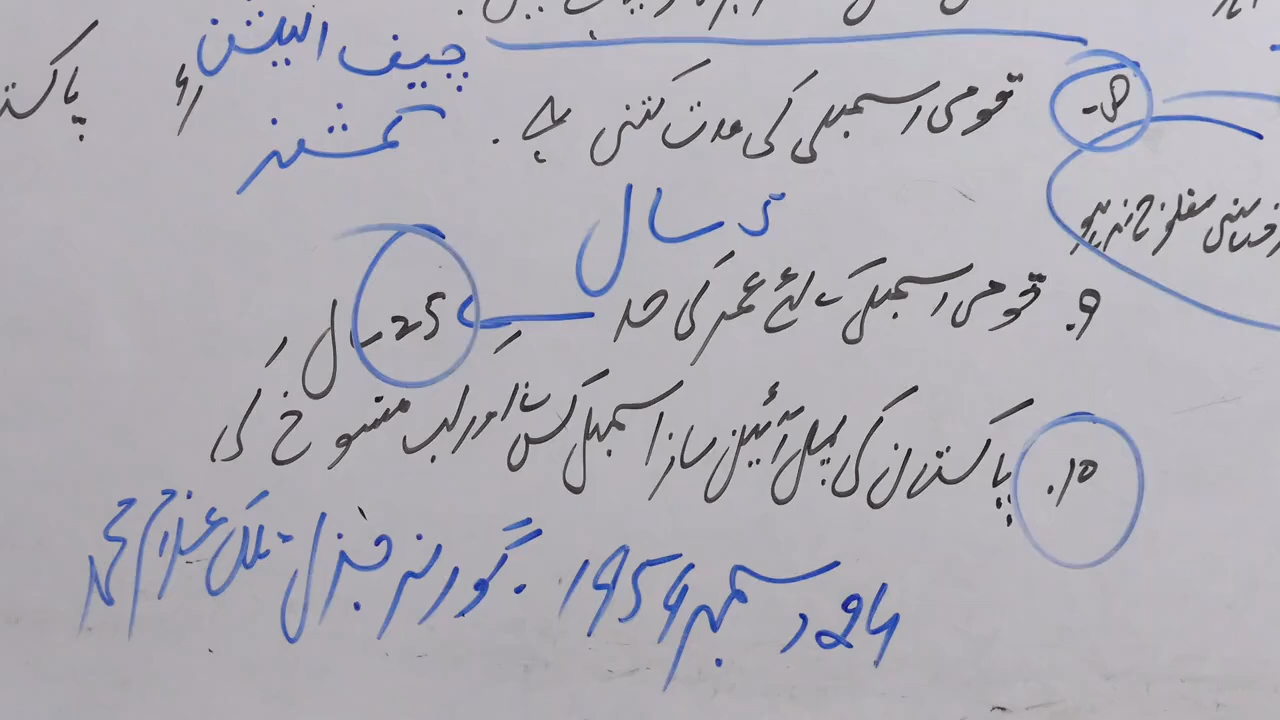 چیف الیکشن
کمشنر
پاکستا
8- قومی اسمبلی کی مدت کتنی ہے.
5 سال
9. قومی اسمبلی کے لئے عمر کی حد 25 سال
10. پاکستان کی پہلی آئین ساز اسمبلی کس نے اور کب منسوخ کی
24 دسمبر 1954. گورنر جنرل - ملک غلام محمد